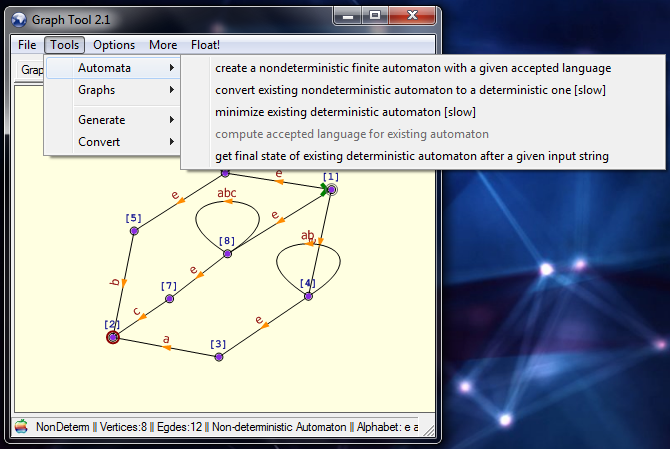 Graph Tool 2.1
File Tools Options More Float!
Grap
Automata
Graphs
Generate
Convert
create a nondeterministic finite automaton with a given accepted language
convert existing nondeterministic automaton to a deterministic one [slow]
minimize existing deterministic automaton [slow]
compute accepted language for existing automaton
get final state of existing deterministic automaton after a given input string
e
[1]
e
abc
[5]
e
ab
[8]
b
e
[7]
[4]
c
e
[2]
a
[3]
NonDeterm Vertices:8 Egdes:12 Non-deterministic Automaton Alphabet: e a